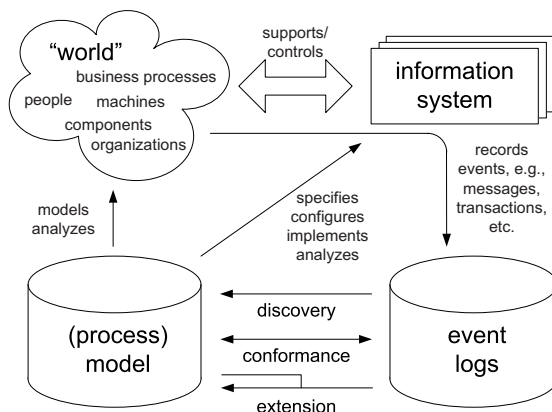 “world”
business processes
people machines
components
organizations
supports/
controls
information
system
models
analyzes
specifies
configures
implements
analyzes
records
events, e.g.,
messages,
transactions,
etc.
(process)
model
discovery
conformance
extension
event
logs